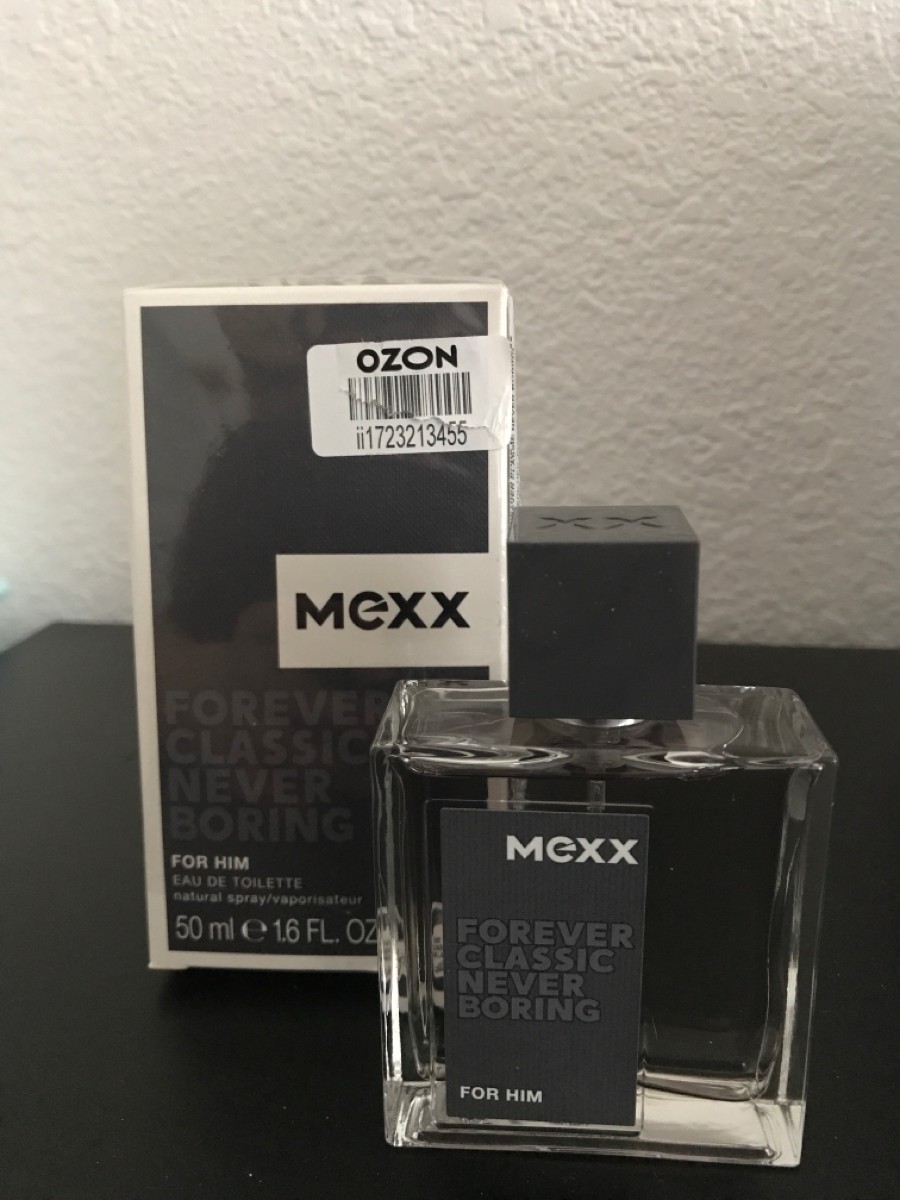 OZON
ii1723213455
MEXX
FOREVER
CLASSIC
NEVER
BORING
FOR HIM
EAU DE TOILETTE
natural spray/vaporisateur
50 ml ℮ 1.6 FL. OZ
XX
MEXX
FOREVER
CLASSIC
NEVER
BORING
FOR HIM